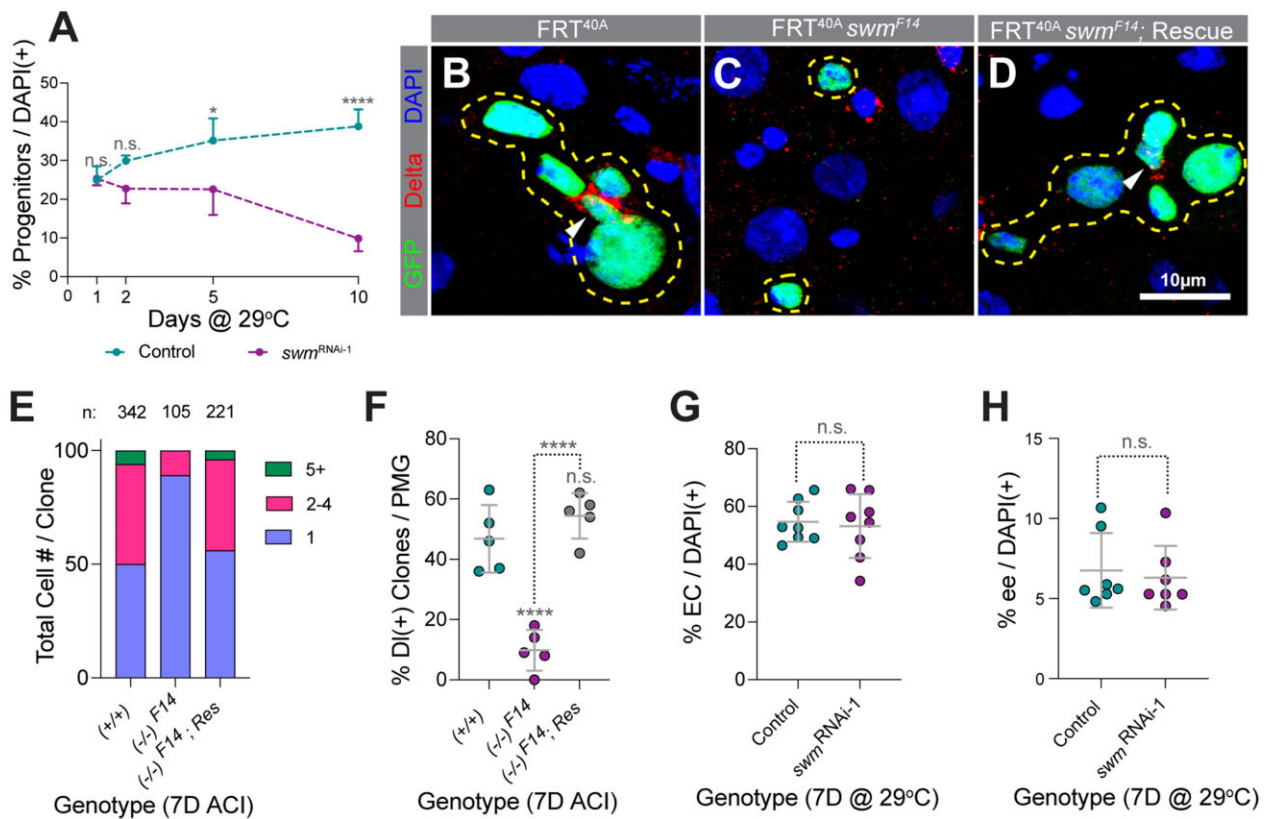 A
% Progenitors / DAPI(+)
50
40
30
20
10
0
n.s.
n.s.
*
****
0
1
2
5
10
Days @ 29°C
Control
swm^RNAi-1
GFP Delta DAPI
FRT^40A
FRT^40A swm^F14
FRT^40A swm^F14; Rescue
B
C
D
10µm
E
n: 342 105 221
Total Cell # / Clone
100
50
0
5+
2-4
1
(+/+)
(-/-)^F14
(-/-)^F14; Res
Genotype (7D ACI)
F
% Dl(+) Clones / PMG
80
60
40
20
0
****
****
n.s.
(+/+)
(-/-)^F14
(-/-)^F14; Res
Genotype (7D ACI)
G
% EC / DAPI(+)
80
60
40
20
0
n.s.
Control
swm^RNAi-1
Genotype (7D @ 29°C)
H
% ee / DAPI(+)
15
10
5
0
n.s.
Control
swm^RNAi-1
Genotype (7D @ 29°C)